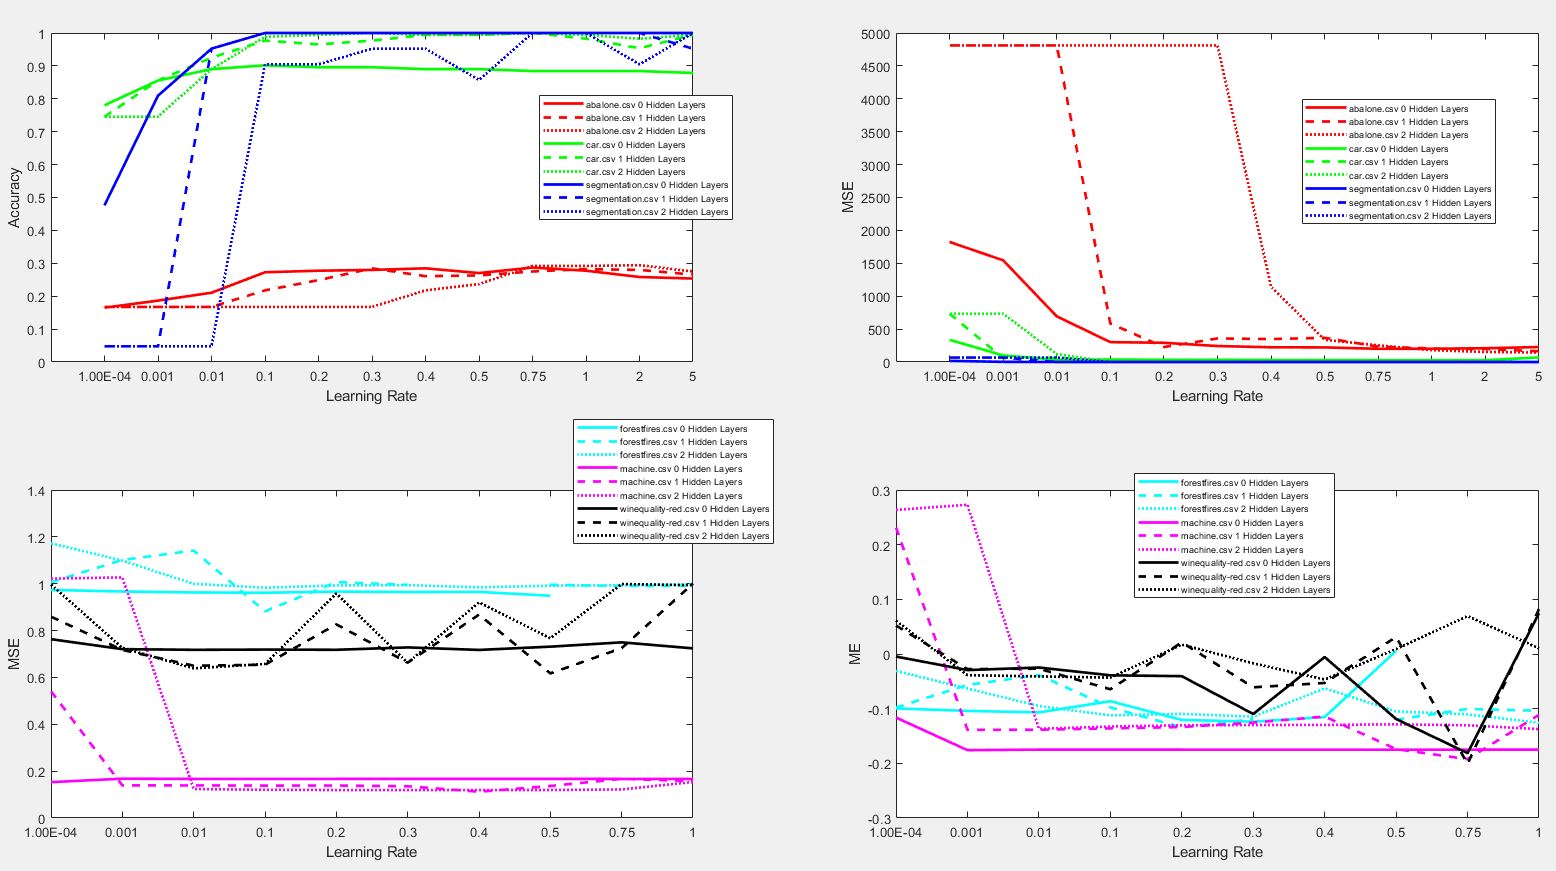 1
0.9
0.8
0.7
0.6
0.5
0.4
0.3
0.2
0.1
0
Accuracy
1.00E-04 0.001 0.01 0.1 0.2 0.3 0.4 0.5 0.75 1 2 5
Learning Rate
abalone.csv 0 Hidden Layers
abalone.csv 1 Hidden Layers
abalone.csv 2 Hidden Layers
car.csv 0 Hidden Layers
car.csv 1 Hidden Layers
car.csv 2 Hidden Layers
segmentation.csv 0 Hidden Layers
segmentation.csv 1 Hidden Layers
segmentation.csv 2 Hidden Layers
5000
4500
4000
3500
3000
2500
2000
1500
1000
500
0
MSE
1.00E-04 0.001 0.01 0.1 0.2 0.3 0.4 0.5 0.75 1 2 5
Learning Rate
abalone.csv 0 Hidden Layers
abalone.csv 1 Hidden Layers
abalone.csv 2 Hidden Layers
car.csv 0 Hidden Layers
car.csv 1 Hidden Layers
car.csv 2 Hidden Layers
segmentation.csv 0 Hidden Layers
segmentation.csv 1 Hidden Layers
segmentation.csv 2 Hidden Layers
forestfires.csv 0 Hidden Layers
forestfires.csv 1 Hidden Layers
forestfires.csv 2 Hidden Layers
machine.csv 0 Hidden Layers
machine.csv 1 Hidden Layers
machine.csv 2 Hidden Layers
winequality-red.csv 0 Hidden Layers
winequality-red.csv 1 Hidden Layers
winequality-red.csv 2 Hidden Layers
1.4
1.2
1
0.8
0.6
0.4
0.2
0
MSE
1.00E-04 0.001 0.01 0.1 0.2 0.3 0.4 0.5 0.75 1
Learning Rate
forestfires.csv 0 Hidden Layers
forestfires.csv 1 Hidden Layers
forestfires.csv 2 Hidden Layers
machine.csv 0 Hidden Layers
machine.csv 1 Hidden Layers
machine.csv 2 Hidden Layers
winequality-red.csv 0 Hidden Layers
winequality-red.csv 1 Hidden Layers
winequality-red.csv 2 Hidden Layers
0.3
0.2
0.1
0
-0.1
-0.2
-0.3
ME
1.00E-04 0.001 0.01 0.1 0.2 0.3 0.4 0.5 0.75 1
Learning Rate